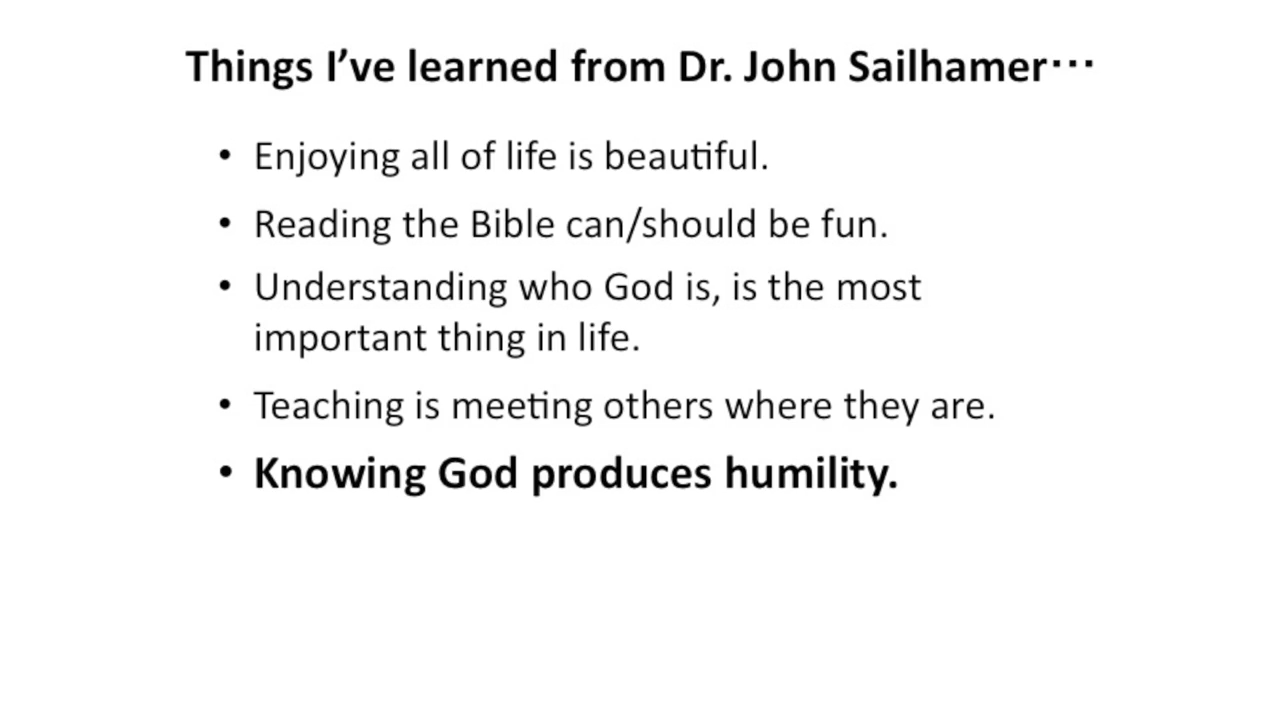 Things I’ve learned from Dr. John Sailhamer…
• Enjoying all of life is beautiful.
• Reading the Bible can/should be fun.
• Understanding who God is, is the most
important thing in life.
• Teaching is meeting others where they are.
• Knowing God produces humility.